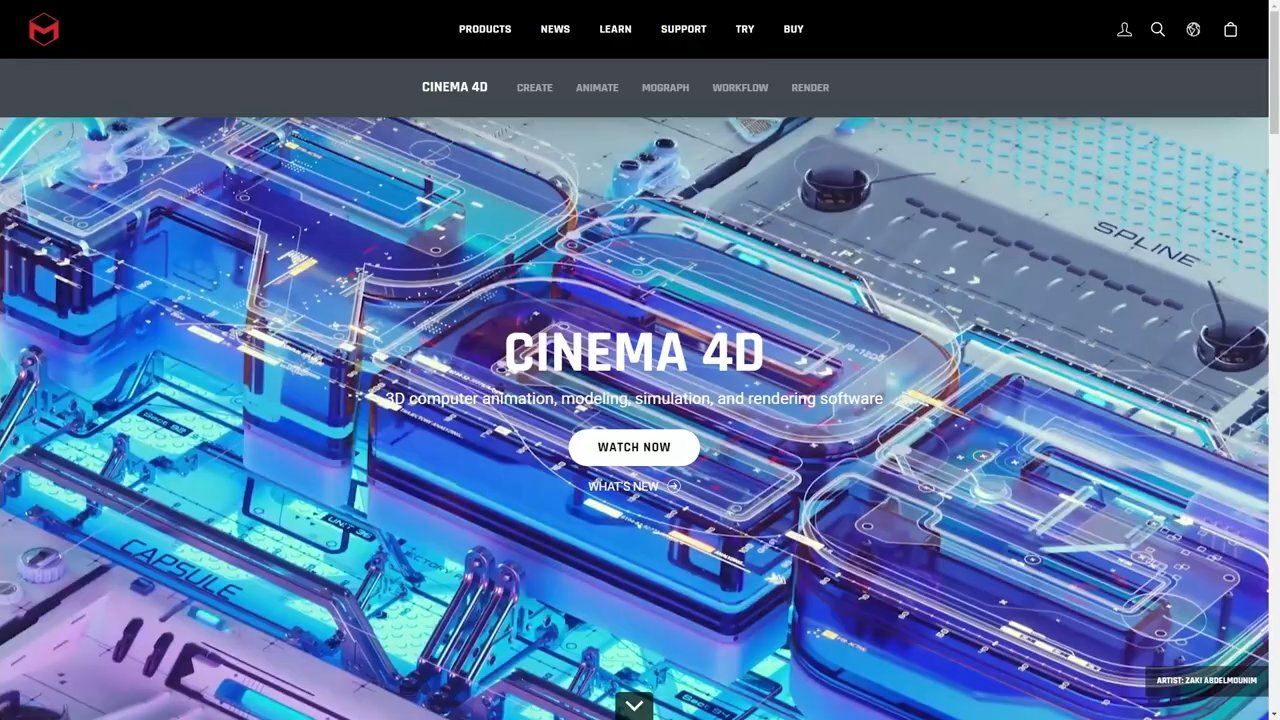 PRODUCTS NEWS LEARN SUPPORT TRY BUY
CINEMA 4D CREATE ANIMATE MOGRAPH WORKFLOW RENDER
SPLINE
CINEMA 4D
3D computer animation, modeling, simulation, and rendering software
WATCH NOW
WHAT'S NEW
CAPSULE
ARTIST: ZAKI ABDELMOUNIM